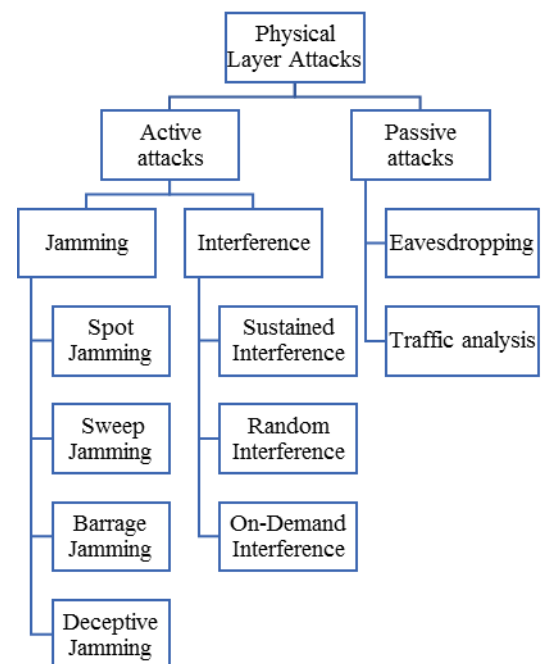 Physical
Layer Attacks
Active
attacks
Passive
attacks
Jamming
Interference
Eavesdropping
Spot
Jamming
Sustained
Interference
Traffic analysis
Sweep
Jamming
Random
Interference
Barrage
Jamming
On-Demand
Interference
Deceptive
Jamming